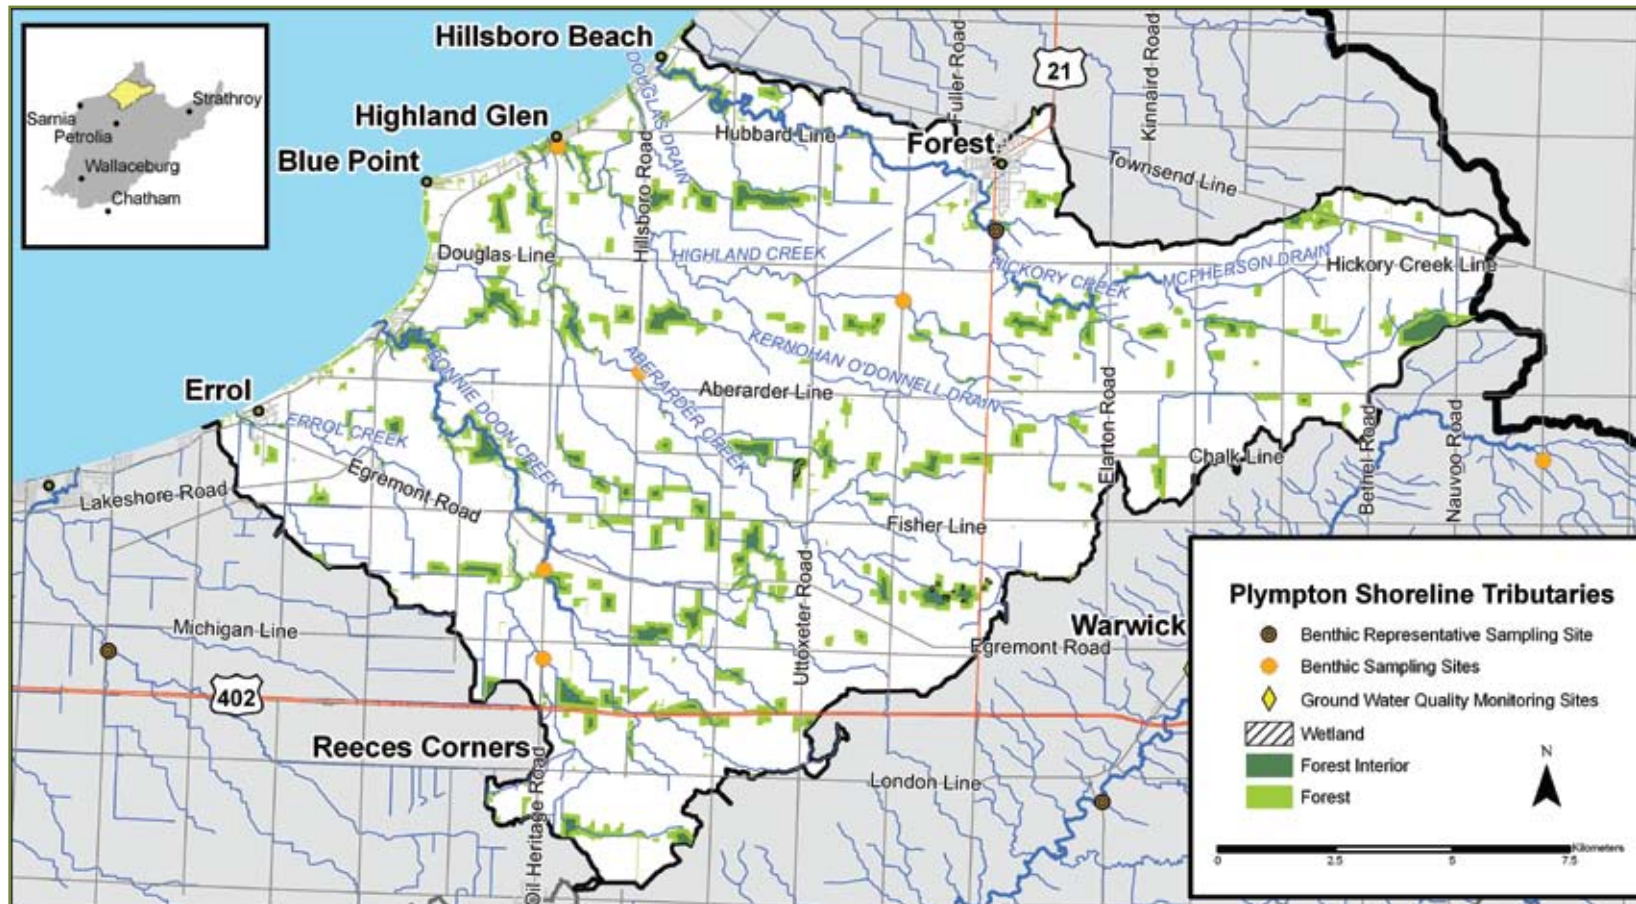 Hillsboro Beach
Highland Glen
Blue Point
Forest
Errol
Warwick
Reeces Corners
Sarnia
Strathroy
Petrolia
Wallaceburg
Chatham
21
402
DOUGLAS DRAIN
Hubbard Line
Hillsboro Road
Fuller Road
Kinnaird Road
Townsend Line
Douglas Line
HIGHLAND CREEK
HICKORY CREEK
MCPHERSON DRAIN
Hickory Creek Line
KERNOHAN O'DONNELL DRAIN
ABERARDER CREEK
Aberarder Line
BONNIE DOON CREEK
ERROL CREEK
Egremont Road
Lakeshore Road
Elarton Road
Chalk Line
Bethel Road
Nauvoo Road
Fisher Line
Uttoxeter Road
Michigan Line
Egremont Road
London Line
Oil Heritage Road
Plympton Shoreline Tributaries
Benthic Representative Sampling Site
Benthic Sampling Sites
Ground Water Quality Monitoring Sites
Wetland
Forest Interior
Forest
N
Kilometers
0 2.5 5 7.5